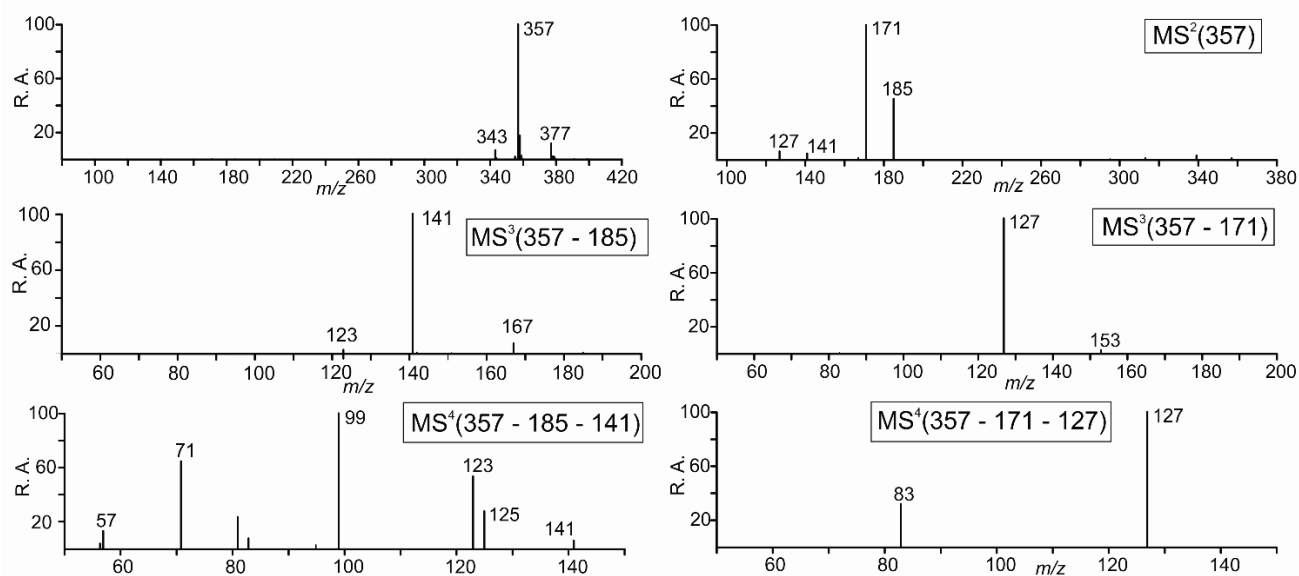 100
60
20
R. A.
357
343
377
100 140 180 220 260 300 340 380 420
m/z
100
60
20
R. A.
MS²(357)
171
185
127
141
100 140 180 220 260 300 340 380
m/z
100
60
20
R. A.
MS³(357 - 185)
141
123
167
60 80 100 120 140 160 180 200
m/z
100
60
20
R. A.
MS³(357 - 171)
127
153
60 80 100 120 140 160 180 200
m/z
100
60
20
R. A.
MS⁴(357 - 185 - 141)
99
71
123
125
57
141
60 80 100 120 140
m/z
100
60
20
R. A.
MS⁴(357 - 171 - 127)
127
83
60 80 100 120 140
m/z